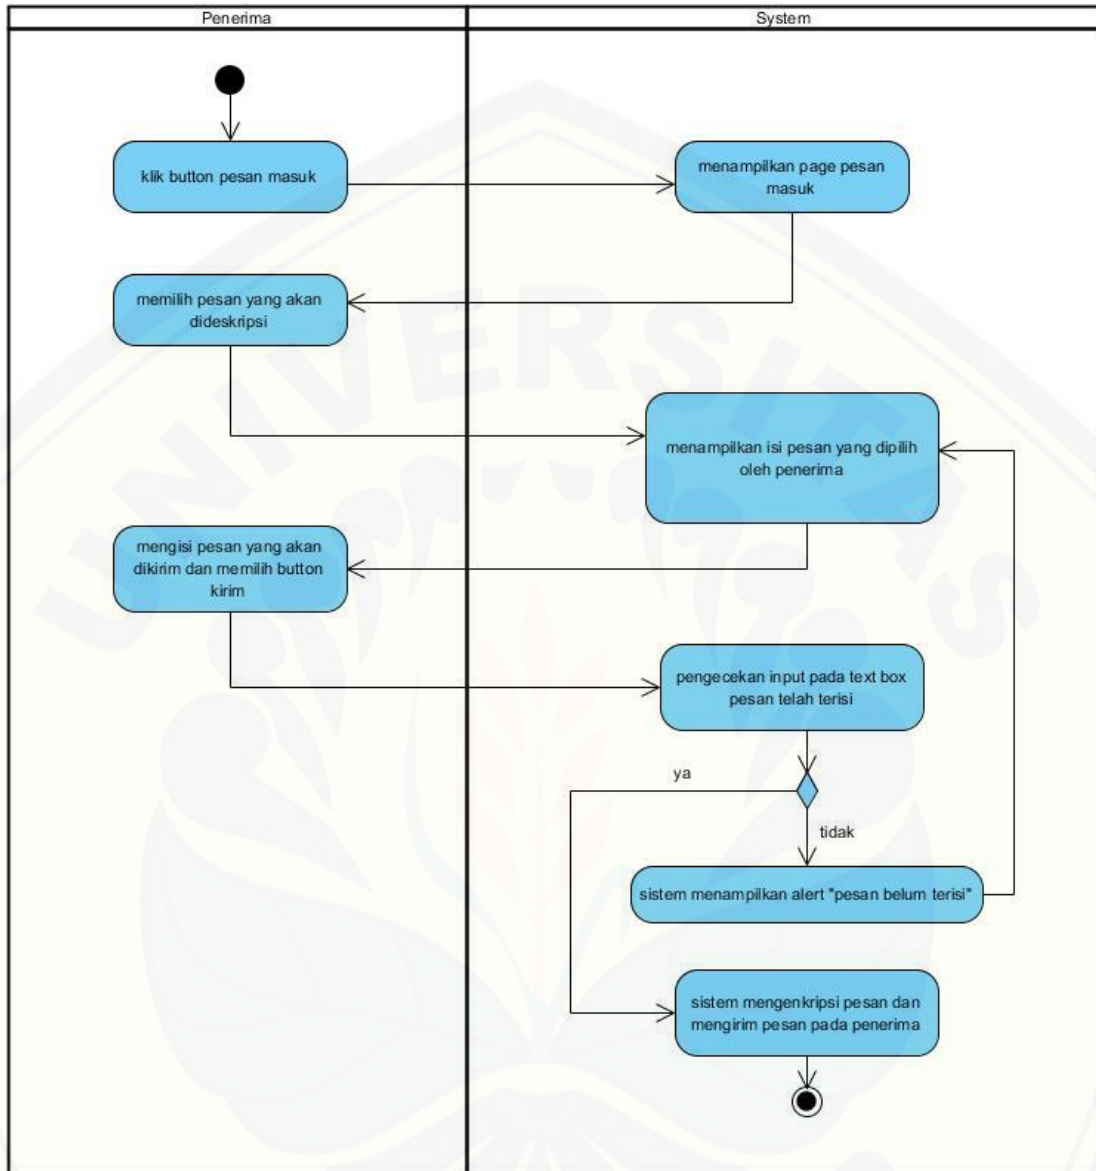 Penerima
System
klik button pesan masuk
menampilkan page pesan
masuk
memilih pesan yang akan
dideskripsi
menampilkan isi pesan yang dipilih
oleh penerima
mengisi pesan yang akan
dikirim dan memilih button
kirim
pengecekan input pada text box
pesan telah terisi
ya
tidak
sistem menampilkan alert "pesan belum terisi"
sistem mengenkripsi pesan dan
mengirim pesan pada penerima
UNIVERSITAS